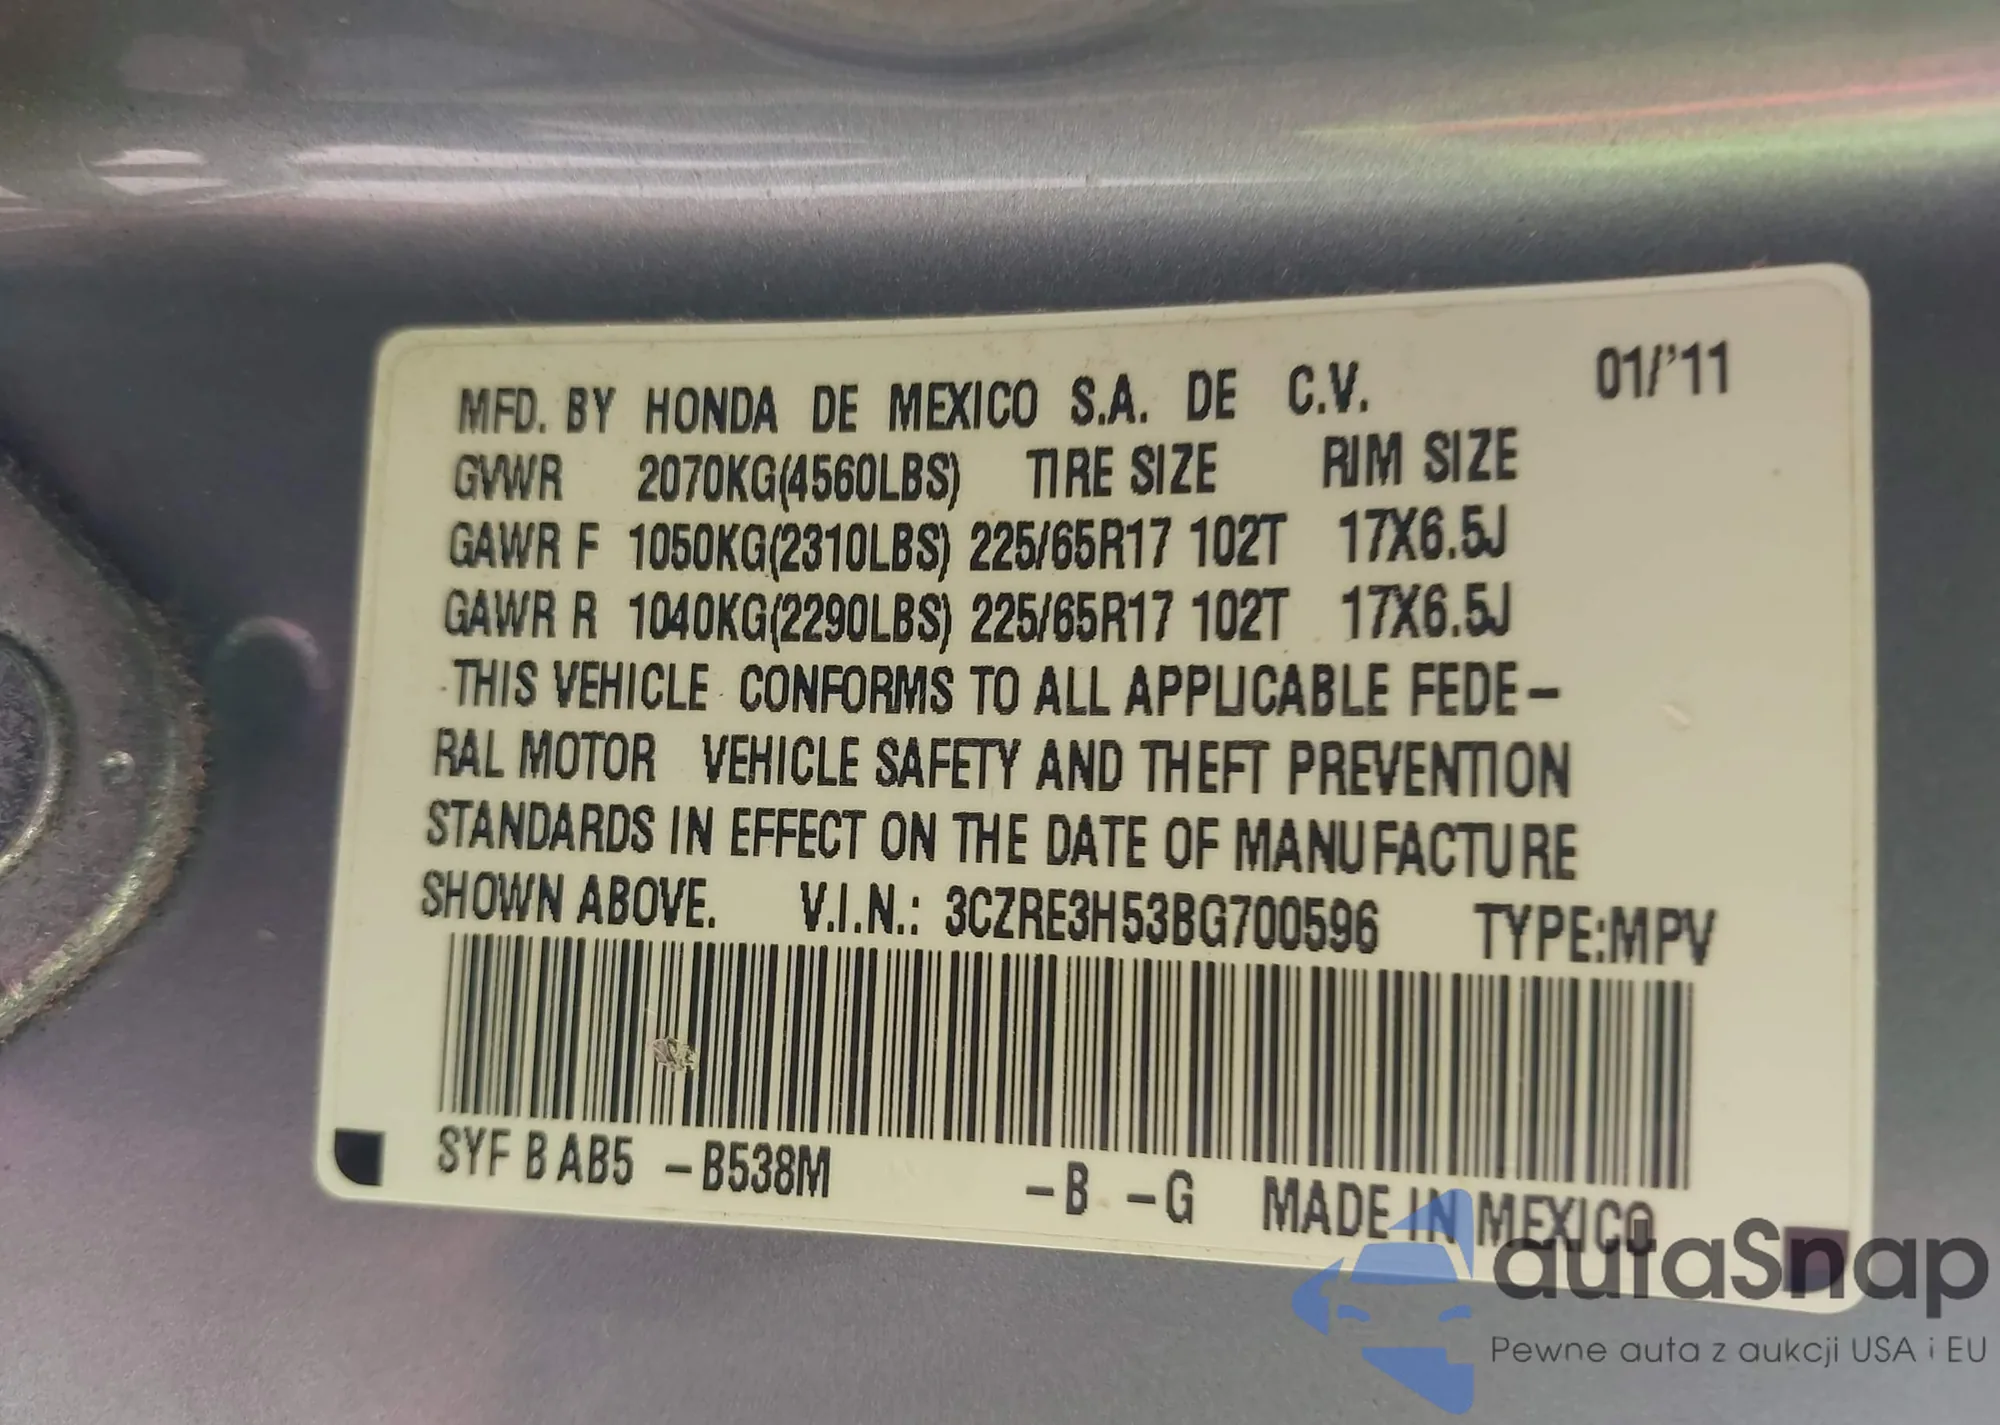 MFD. BY HONDA DE MEXICO S.A. DE C.V. 01/'11
GVWR 2070KG(4560LBS) TIRE SIZE RIM SIZE
GAWR F 1050KG(2310LBS) 225/65R17 102T 17X6.5J
GAWR R 1040KG(2290LBS) 225/65R17 102T 17X6.5J
THIS VEHICLE CONFORMS TO ALL APPLICABLE FEDE-
RAL MOTOR VEHICLE SAFETY AND THEFT PREVENTION
STANDARDS IN EFFECT ON THE DATE OF MANUFACTURE
SHOWN ABOVE. V.I.N.: 3CZRE3H53BG700596 TYPE:MPV
SYF B AB5 -B538M -B -G MADE IN MEXICO
autaSnap
Pewne auta z aukcji USA i EU